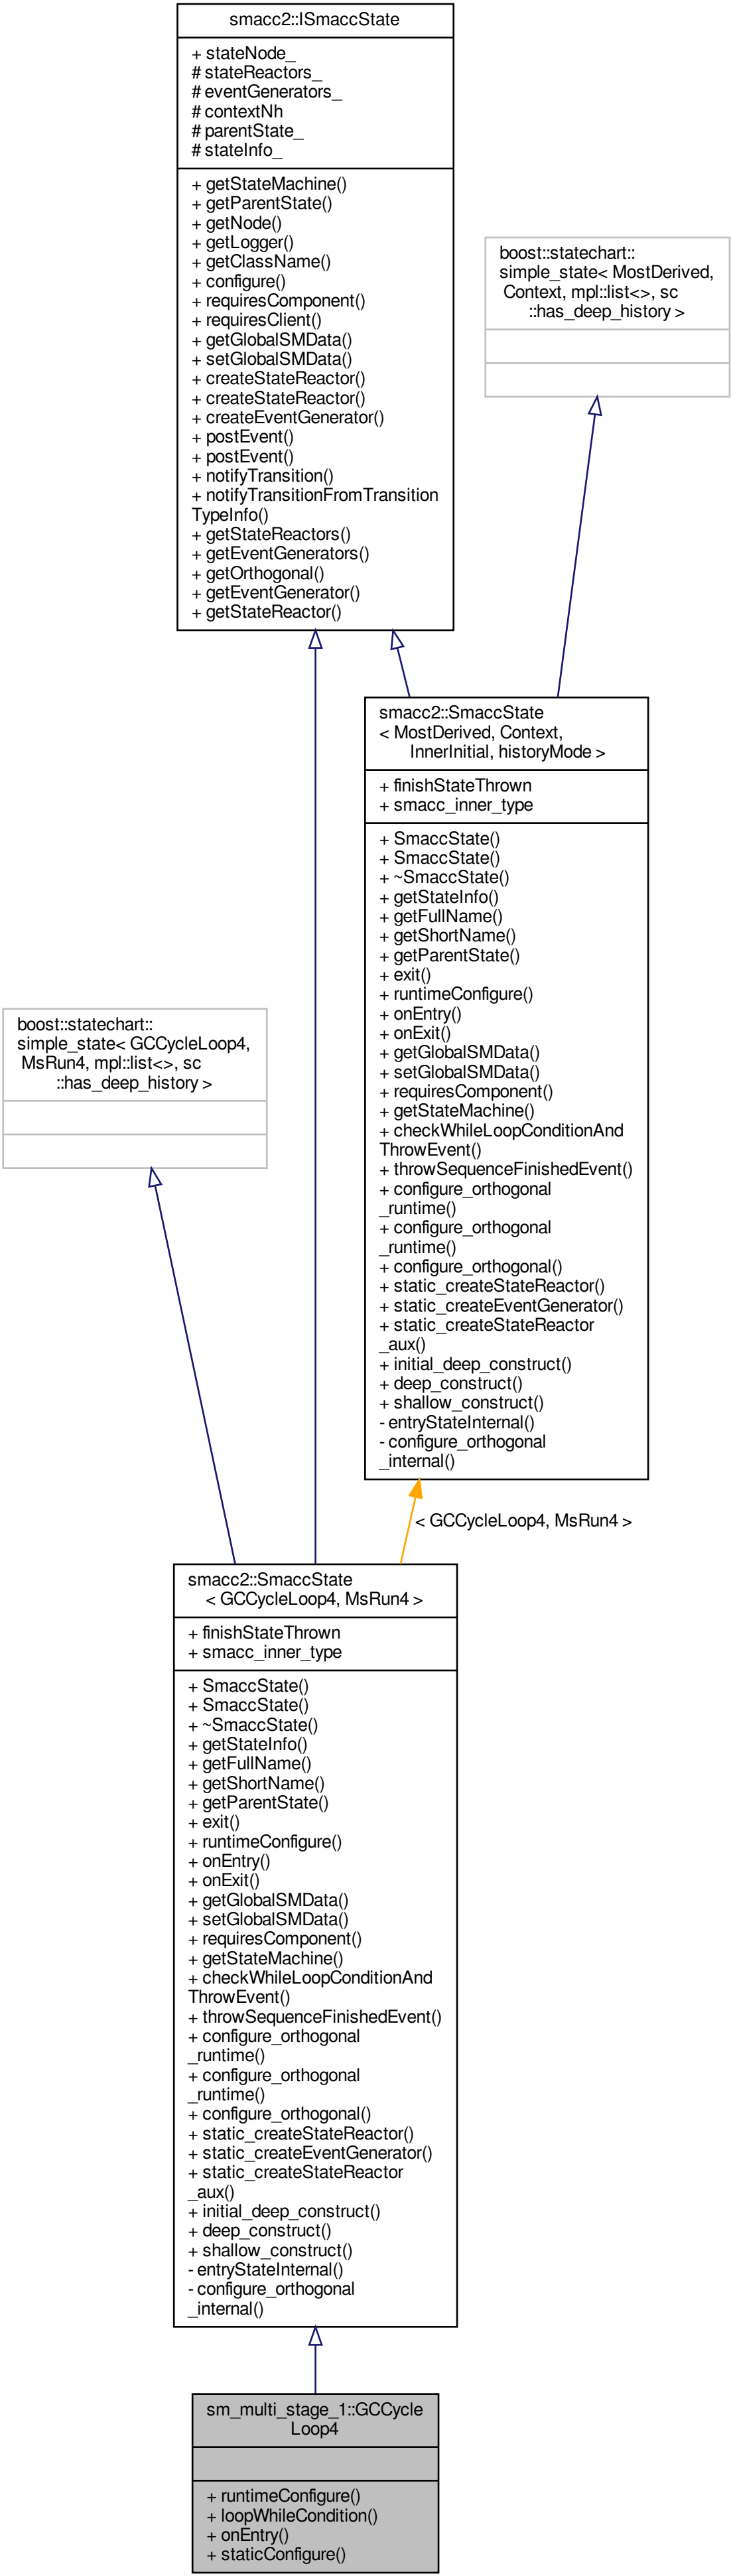 smacc2::ISmaccState
+ stateNode_
# stateReactors_
# eventGenerators_
# contextNh
# parentState_
# stateInfo_
+ getStateMachine()
+ getParentState()
+ getNode()
+ getLogger()
+ getClassName()
+ configure()
+ requiresComponent()
+ requiresClient()
+ getGlobalSMData()
+ setGlobalSMData()
+ createStateReactor()
+ createStateReactor()
+ createEventGenerator()
+ postEvent()
+ postEvent()
+ notifyTransition()
+ notifyTransitionFromTransition
TypeInfo()
+ getStateReactors()
+ getEventGenerators()
+ getOrthogonal()
+ getEventGenerator()
+ getStateReactor()
boost::statechart::
simple_state< MostDerived,
Context, mpl::list<>, sc
::has_deep_history >
smacc2::SmaccState
< MostDerived, Context,
InnerInitial, historyMode >
+ finishStateThrown
+ smacc_inner_type
+ SmaccState()
+ SmaccState()
+ ~SmaccState()
+ getStateInfo()
+ getFullName()
+ getShortName()
+ getParentState()
+ exit()
+ runtimeConfigure()
+ onEntry()
+ onExit()
+ getGlobalSMData()
+ setGlobalSMData()
+ requiresComponent()
+ getStateMachine()
+ checkWhileLoopConditionAnd
ThrowEvent()
+ throwSequenceFinishedEvent()
+ configure_orthogonal
_runtime()
+ configure_orthogonal
_runtime()
+ configure_orthogonal()
+ static_createStateReactor()
+ static_createEventGenerator()
+ static_createStateReactor
_aux()
+ initial_deep_construct()
+ deep_construct()
+ shallow_construct()
- entryStateInternal()
- configure_orthogonal
_internal()
boost::statechart::
simple_state< GCCycleLoop4,
MsRun4, mpl::list<>, sc
::has_deep_history >
< GCCycleLoop4, MsRun4 >
smacc2::SmaccState
< GCCycleLoop4, MsRun4 >
+ finishStateThrown
+ smacc_inner_type
+ SmaccState()
+ SmaccState()
+ ~SmaccState()
+ getStateInfo()
+ getFullName()
+ getShortName()
+ getParentState()
+ exit()
+ runtimeConfigure()
+ onEntry()
+ onExit()
+ getGlobalSMData()
+ setGlobalSMData()
+ requiresComponent()
+ getStateMachine()
+ checkWhileLoopConditionAnd
ThrowEvent()
+ throwSequenceFinishedEvent()
+ configure_orthogonal
_runtime()
+ configure_orthogonal
_runtime()
+ configure_orthogonal()
+ static_createStateReactor()
+ static_createEventGenerator()
+ static_createStateReactor
_aux()
+ initial_deep_construct()
+ deep_construct()
+ shallow_construct()
- entryStateInternal()
- configure_orthogonal
_internal()
sm_multi_stage_1::GCCycle
Loop4
+ runtimeConfigure()
+ loopWhileCondition()
+ onEntry()
+ staticConfigure()